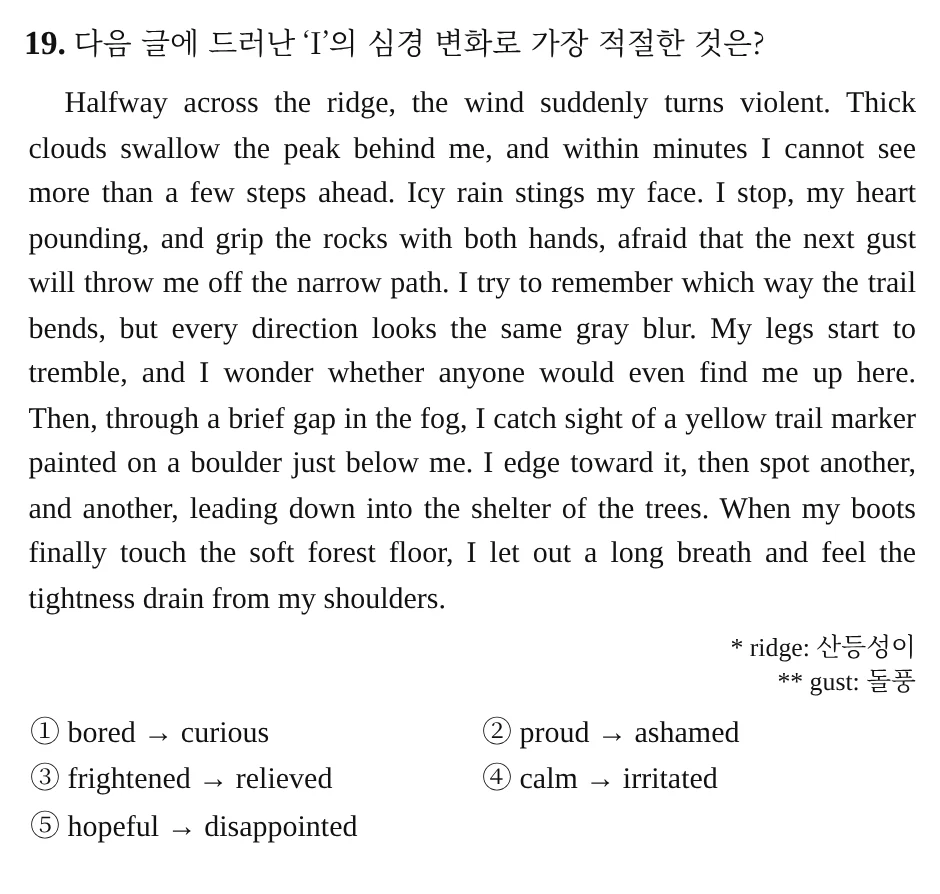 19. 다음 글에 드러난 ‘I’의 심경 변화로 가장 적절한 것은?
Halfway across the ridge, the wind suddenly turns violent. Thick
clouds swallow the peak behind me, and within minutes I cannot see
more than a few steps ahead. Icy rain stings my face. I stop, my heart
pounding, and grip the rocks with both hands, afraid that the next gust
will throw me off the narrow path. I try to remember which way the trail
bends, but every direction looks the same gray blur. My legs start to
tremble, and I wonder whether anyone would even find me up here.
Then, through a brief gap in the fog, I catch sight of a yellow trail marker
painted on a boulder just below me. I edge toward it, then spot another,
and another, leading down into the shelter of the trees. When my boots
finally touch the soft forest floor, I let out a long breath and feel the
tightness drain from my shoulders.
* ridge: 산등성이
** gust: 돌풍
① bored → curious ② proud → ashamed
③ frightened → relieved ④ calm → irritated
⑤ hopeful → disappointed